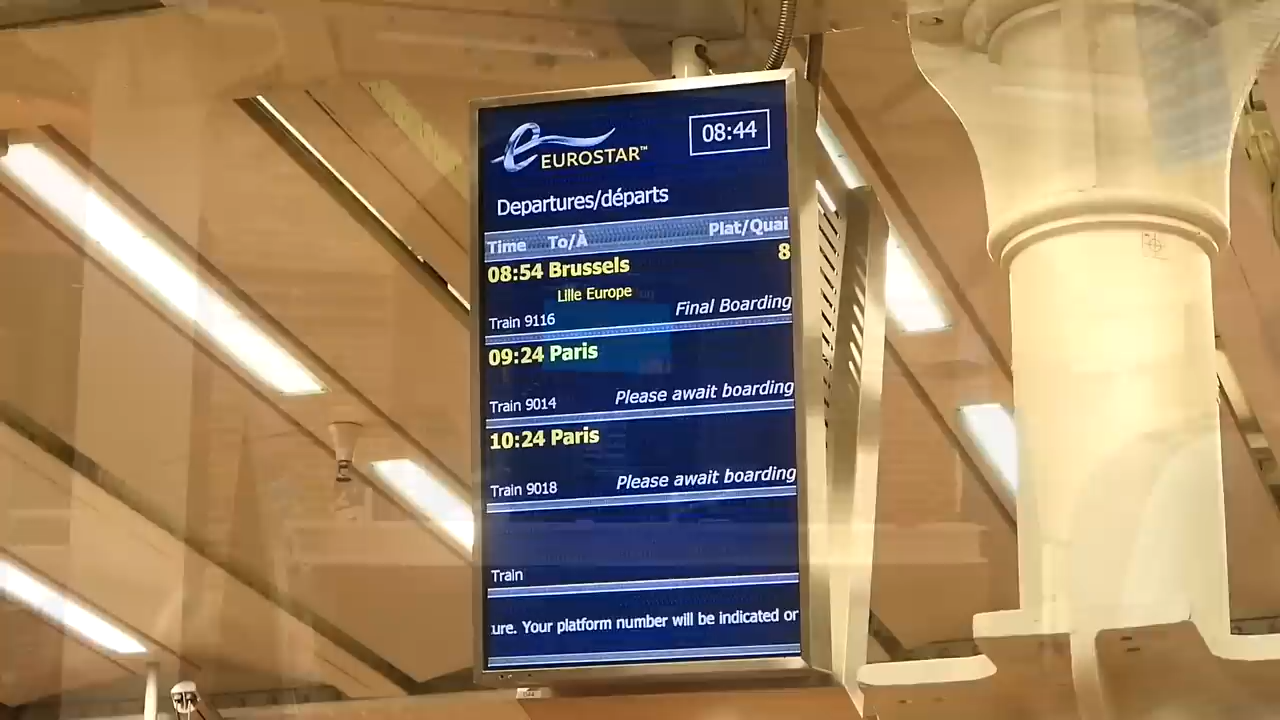 EUROSTAR™
08:44
Departures/départs
Time To/À Plat/Quai
08:54 Brussels 8
Lille Europe
Train 9116 Final Boarding
09:24 Paris
Train 9014 Please await boarding
10:24 Paris
Train 9018 Please await boarding
Train
ure. Your platform number will be indicated or